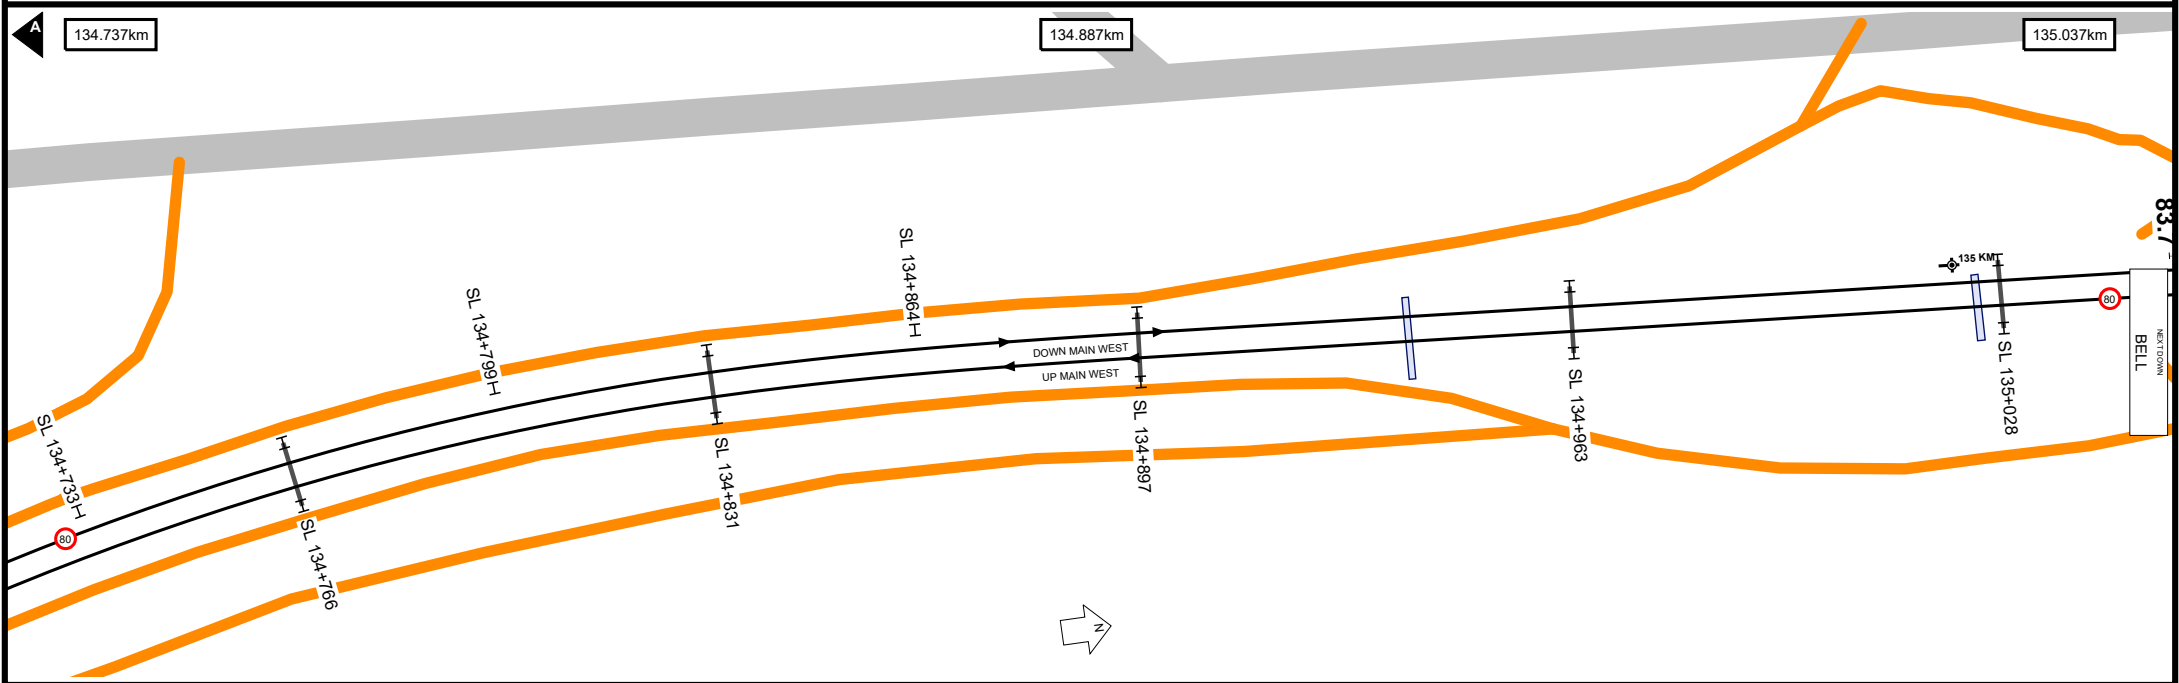 A
134.737km
134.887km
135.037km
SL 134+733
80
SL 134+766
SL 134+799
SL 134+831
SL 134+864
DOWN MAIN WEST
UP MAIN WEST
SL 134+897
SL 134+963
135 KM
SL 135+028
80
83.7
NEXT DOWN
BELL
N